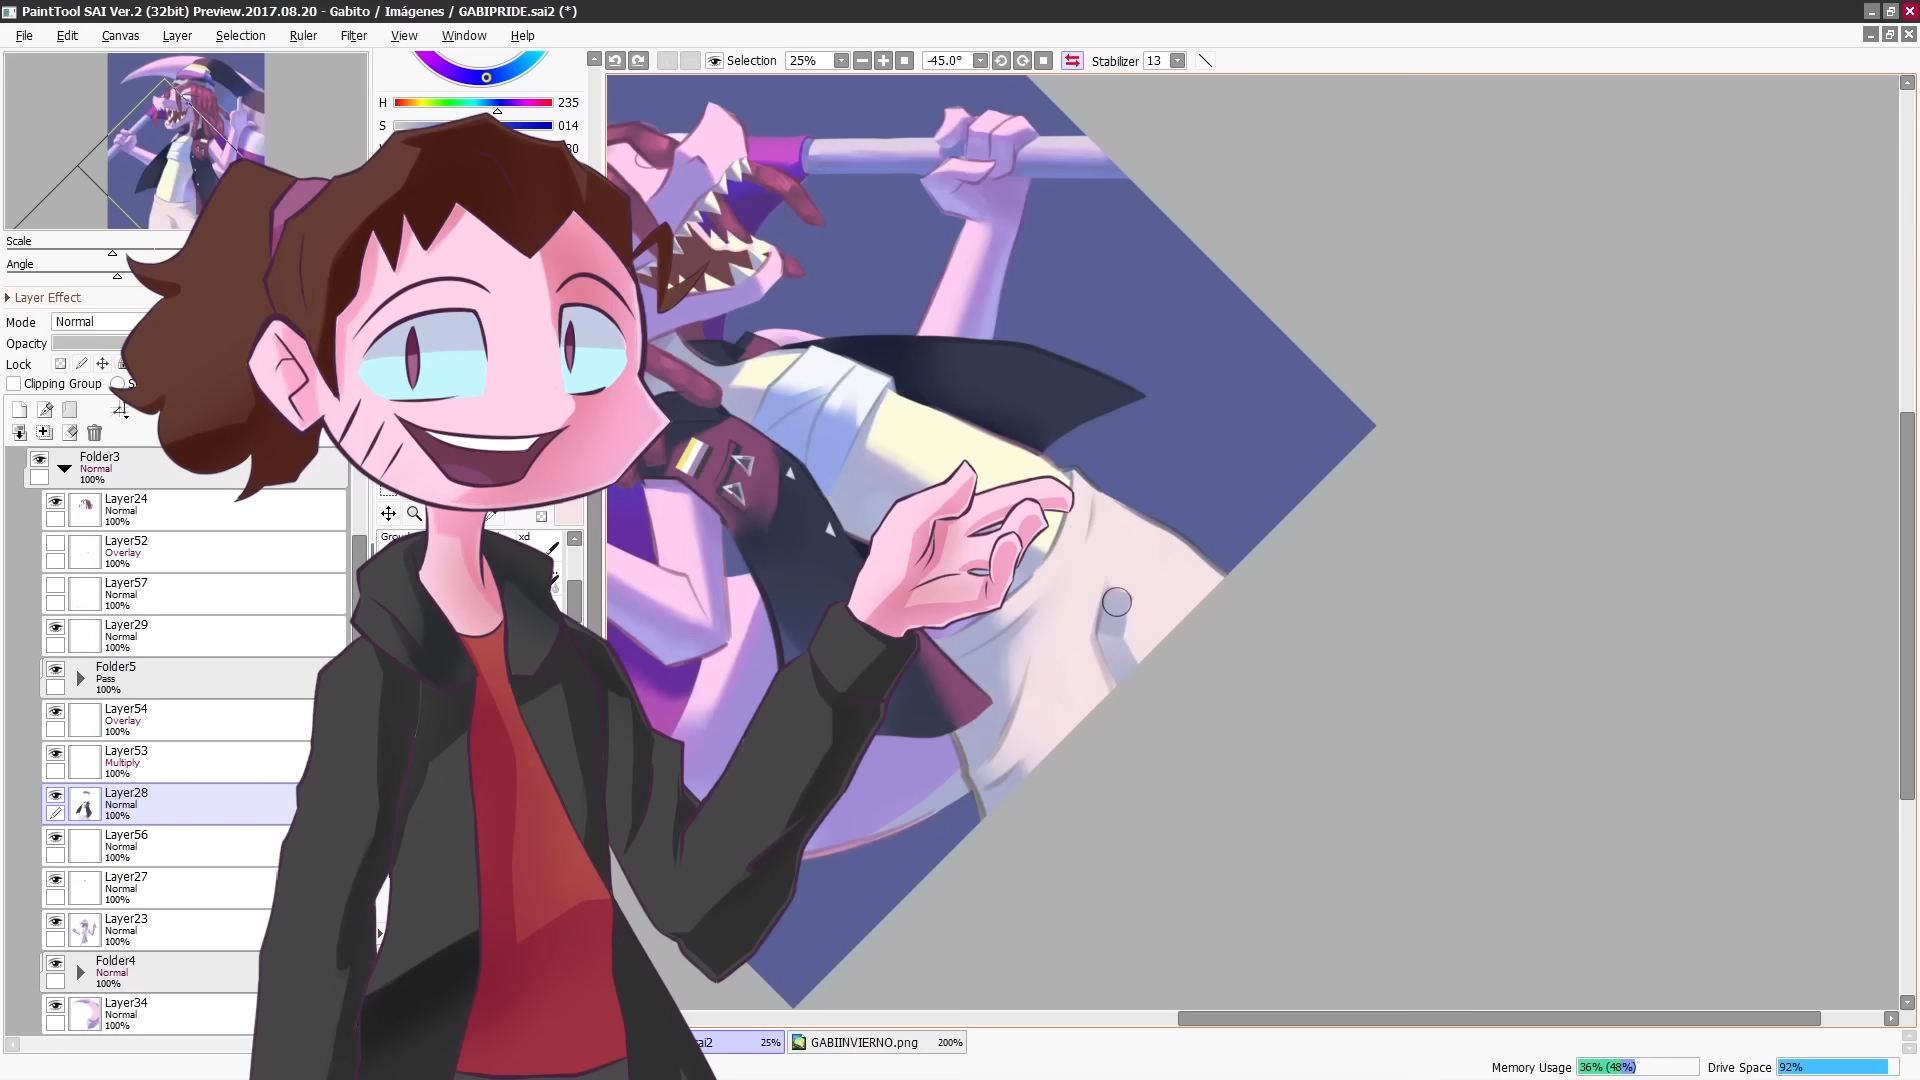 PaintTool SAI Ver.2 (32bit) Preview.2017.08.20 - Gabito / Imágenes / GABIPRIDE.sai2 (*)
File Edit Canvas Layer Selection Ruler Filter View Window Help
Selection 25% -45.0° Stabilizer 13
H 235
S 014
Scale
Angle
Layer Effect
Mode Normal
Opacity
Lock
Clipping Group
Folder3
Normal
100%
Layer24
Normal
100%
Layer52
Overlay
100%
Layer57
Normal
100%
Layer29
Normal
100%
Folder5
Pass
100%
Layer54
Overlay
100%
Layer53
Multiply
100%
Layer28
Normal
100%
Layer56
Normal
100%
Layer27
Normal
100%
Layer23
Normal
100%
Folder4
Normal
100%
Layer34
Normal
100%
xd
sai2 25% GABIINVIERNO.png 200%
Memory Usage 36% (48%) Drive Space 92%